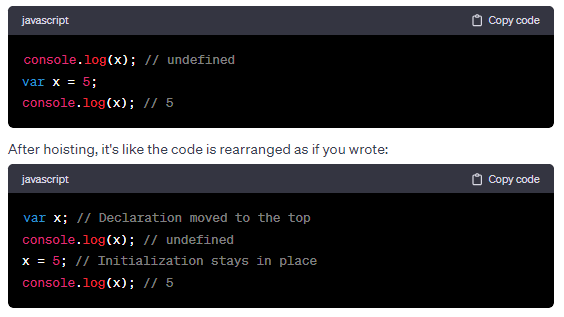 javascript Copy code
console.log(x); // undefined
var x = 5;
console.log(x); // 5
After hoisting, it's like the code is rearranged as if you wrote:
javascript Copy code
var x; // Declaration moved to the top
console.log(x); // undefined
x = 5; // Initialization stays in place
console.log(x); // 5